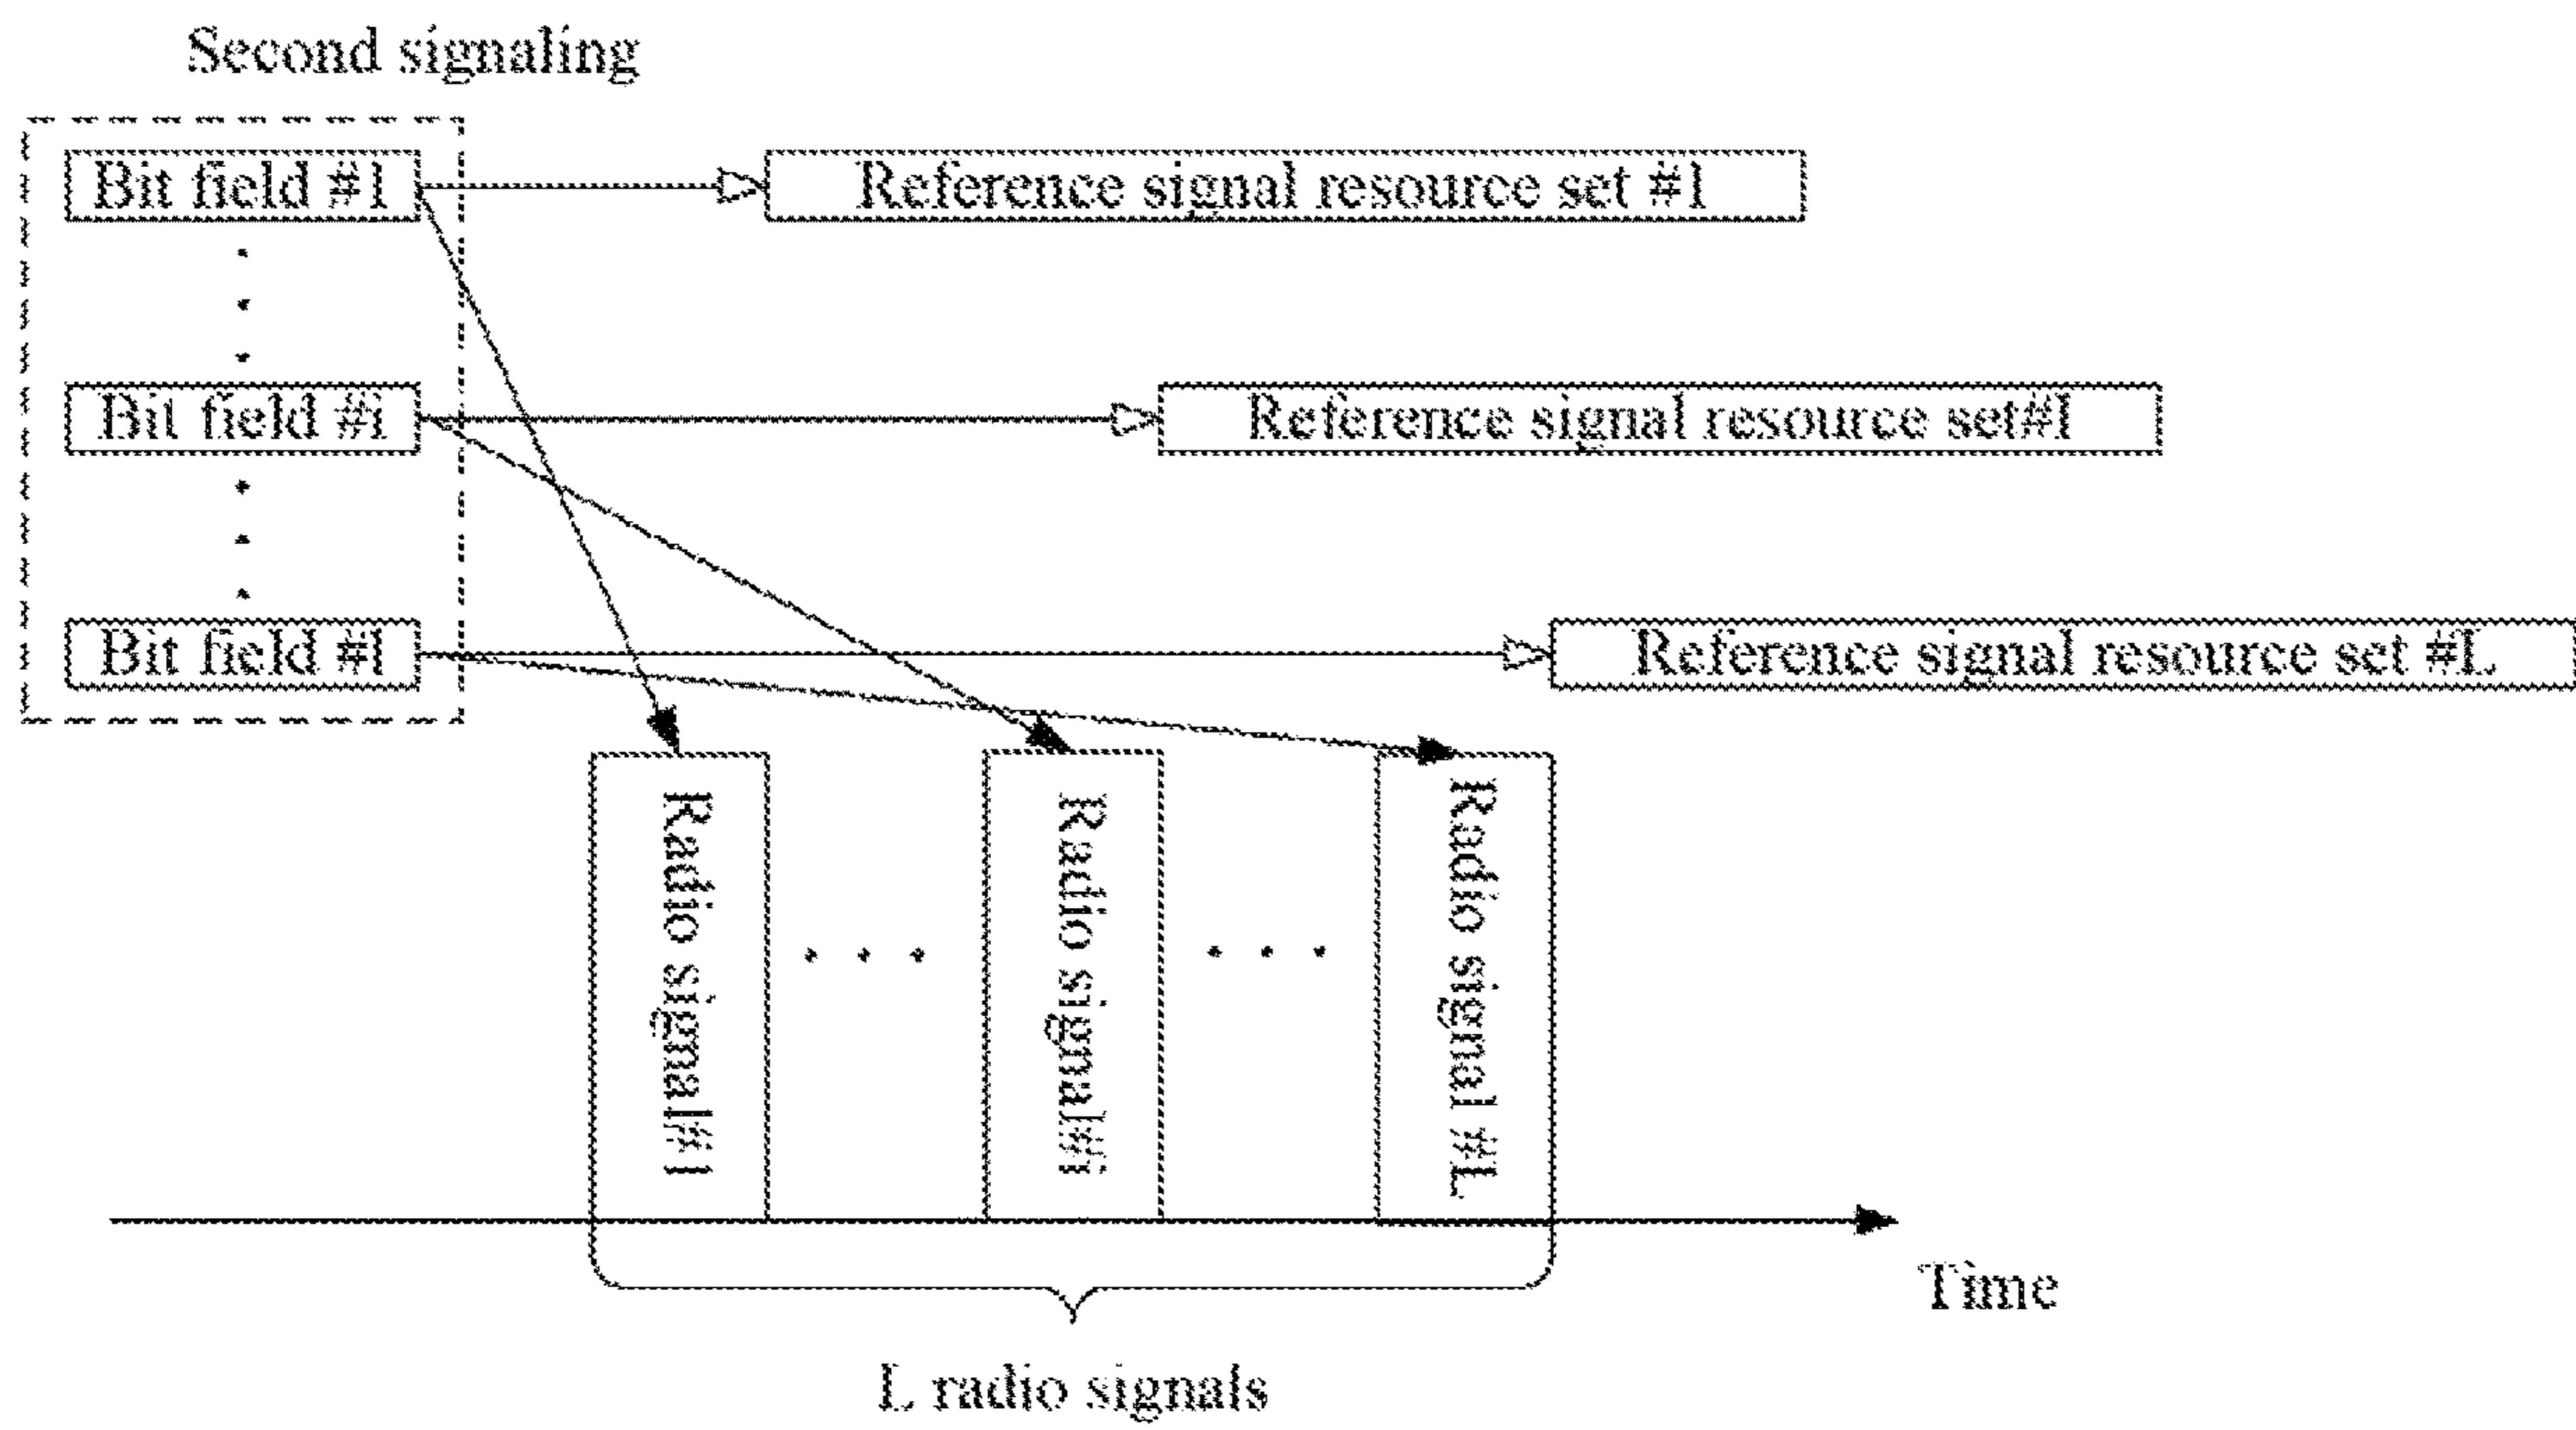 Second signaling
Bit field #1
Reference signal resource set #1
Bit field #i
Reference signal resource set#I
Bit field #l
Reference signal resource set #L
Radio signal#1
Radio signal#i
Radio signal #L
Time
L radio signals